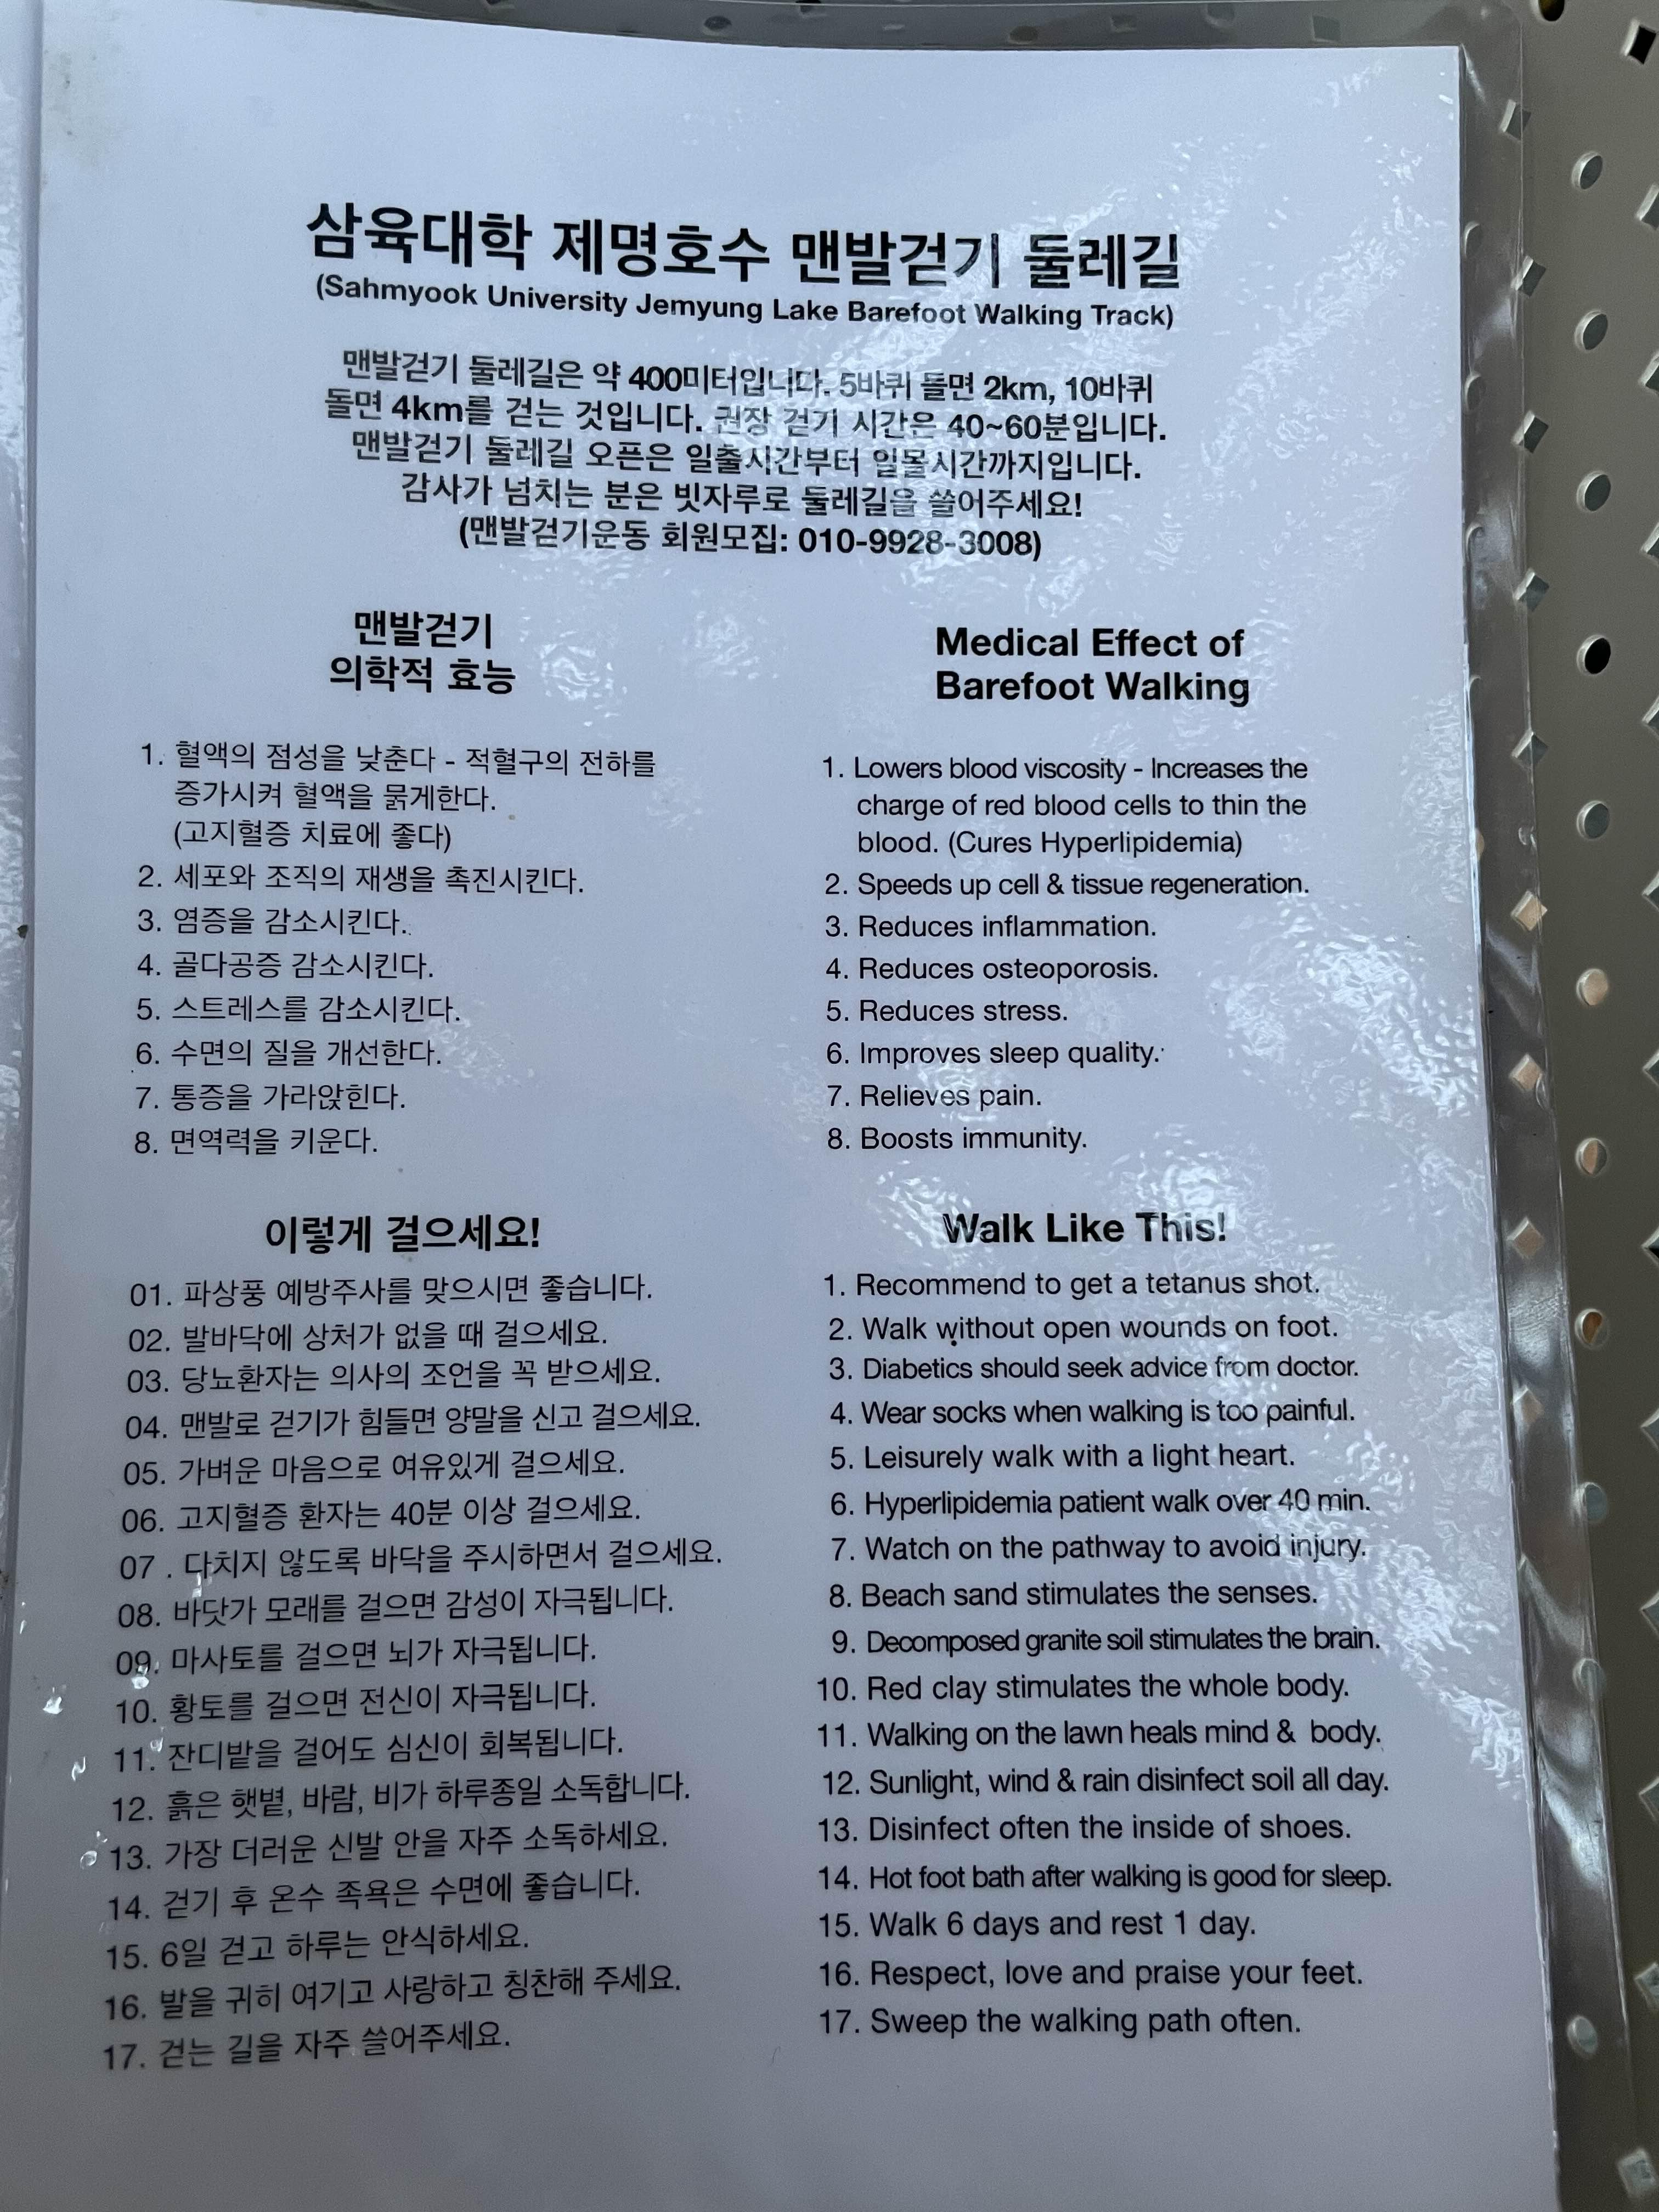 삼육대학 제명호수 맨발걷기 둘레길
(Sahmyook University Jemyung Lake Barefoot Walking Track)
맨발걷기 둘레길은 약 400미터입니다. 5바퀴 돌면 2km, 10바퀴
돌면 4km를 걷는 것입니다. 권장 걷기 시간은 40~60분입니다.
맨발걷기 둘레길 오픈은 일출시간부터 일몰시간까지입니다.
감사가 넘치는 분은 빗자루로 둘레길을 쓸어주세요!
(맨발걷기운동 회원모집: 010-9928-3008)
맨발걷기
의학적 효능
1. 혈액의 점성을 낮춘다 - 적혈구의 전하를
증가시켜 혈액을 묽게한다.
(고지혈증 치료에 좋다)
2. 세포와 조직의 재생을 촉진시킨다.
3. 염증을 감소시킨다.
4. 골다공증 감소시킨다.
5. 스트레스를 감소시킨다.
6. 수면의 질을 개선한다.
7. 통증을 가라앉힌다.
8. 면역력을 키운다.
Medical Effect of
Barefoot Walking
1. Lowers blood viscosity - Increases the
charge of red blood cells to thin the
blood. (Cures Hyperlipidemia)
2. Speeds up cell & tissue regeneration.
3. Reduces inflammation.
4. Reduces osteoporosis.
5. Reduces stress.
6. Improves sleep quality.
7. Relieves pain.
8. Boosts immunity.
이렇게 걸으세요!
01. 파상풍 예방주사를 맞으시면 좋습니다.
02. 발바닥에 상처가 없을 때 걸으세요.
03. 당뇨환자는 의사의 조언을 꼭 받으세요.
04. 맨발로 걷기가 힘들면 양말을 신고 걸으세요.
05. 가벼운 마음으로 여유있게 걸으세요.
06. 고지혈증 환자는 40분 이상 걸으세요.
07 . 다치지 않도록 바닥을 주시하면서 걸으세요.
08. 바닷가 모래를 걸으면 감성이 자극됩니다.
09. 마사토를 걸으면 뇌가 자극됩니다.
10. 황토를 걸으면 전신이 자극됩니다.
11. 잔디밭을 걸어도 심신이 회복됩니다.
12. 흙은 햇볕, 바람, 비가 하루종일 소독합니다.
13. 가장 더러운 신발 안을 자주 소독하세요.
14. 걷기 후 온수 족욕은 수면에 좋습니다.
15. 6일 걷고 하루는 안식하세요.
16. 발을 귀히 여기고 사랑하고 칭찬해 주세요.
17. 걷는 길을 자주 쓸어주세요.
Walk Like This!
1. Recommend to get a tetanus shot.
2. Walk without open wounds on foot.
3. Diabetics should seek advice from doctor.
4. Wear socks when walking is too painful.
5. Leisurely walk with a light heart.
6. Hyperlipidemia patient walk over 40 min.
7. Watch on the pathway to avoid injury.
8. Beach sand stimulates the senses.
9. Decomposed granite soil stimulates the brain.
10. Red clay stimulates the whole body.
11. Walking on the lawn heals mind & body.
12. Sunlight, wind & rain disinfect soil all day.
13. Disinfect often the inside of shoes.
14. Hot foot bath after walking is good for sleep.
15. Walk 6 days and rest 1 day.
16. Respect, love and praise your feet.
17. Sweep the walking path often.